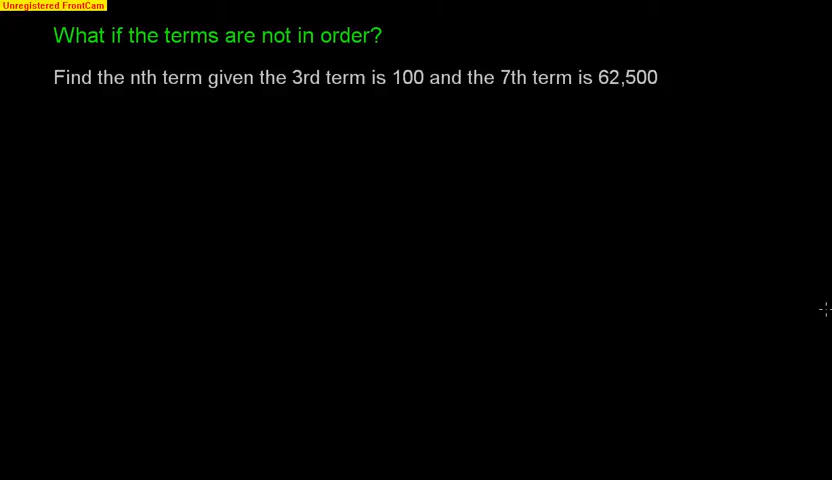 Unregistered FrontCam
What if the terms are not in order?
Find the nth term given the 3rd term is 100 and the 7th term is 62,500